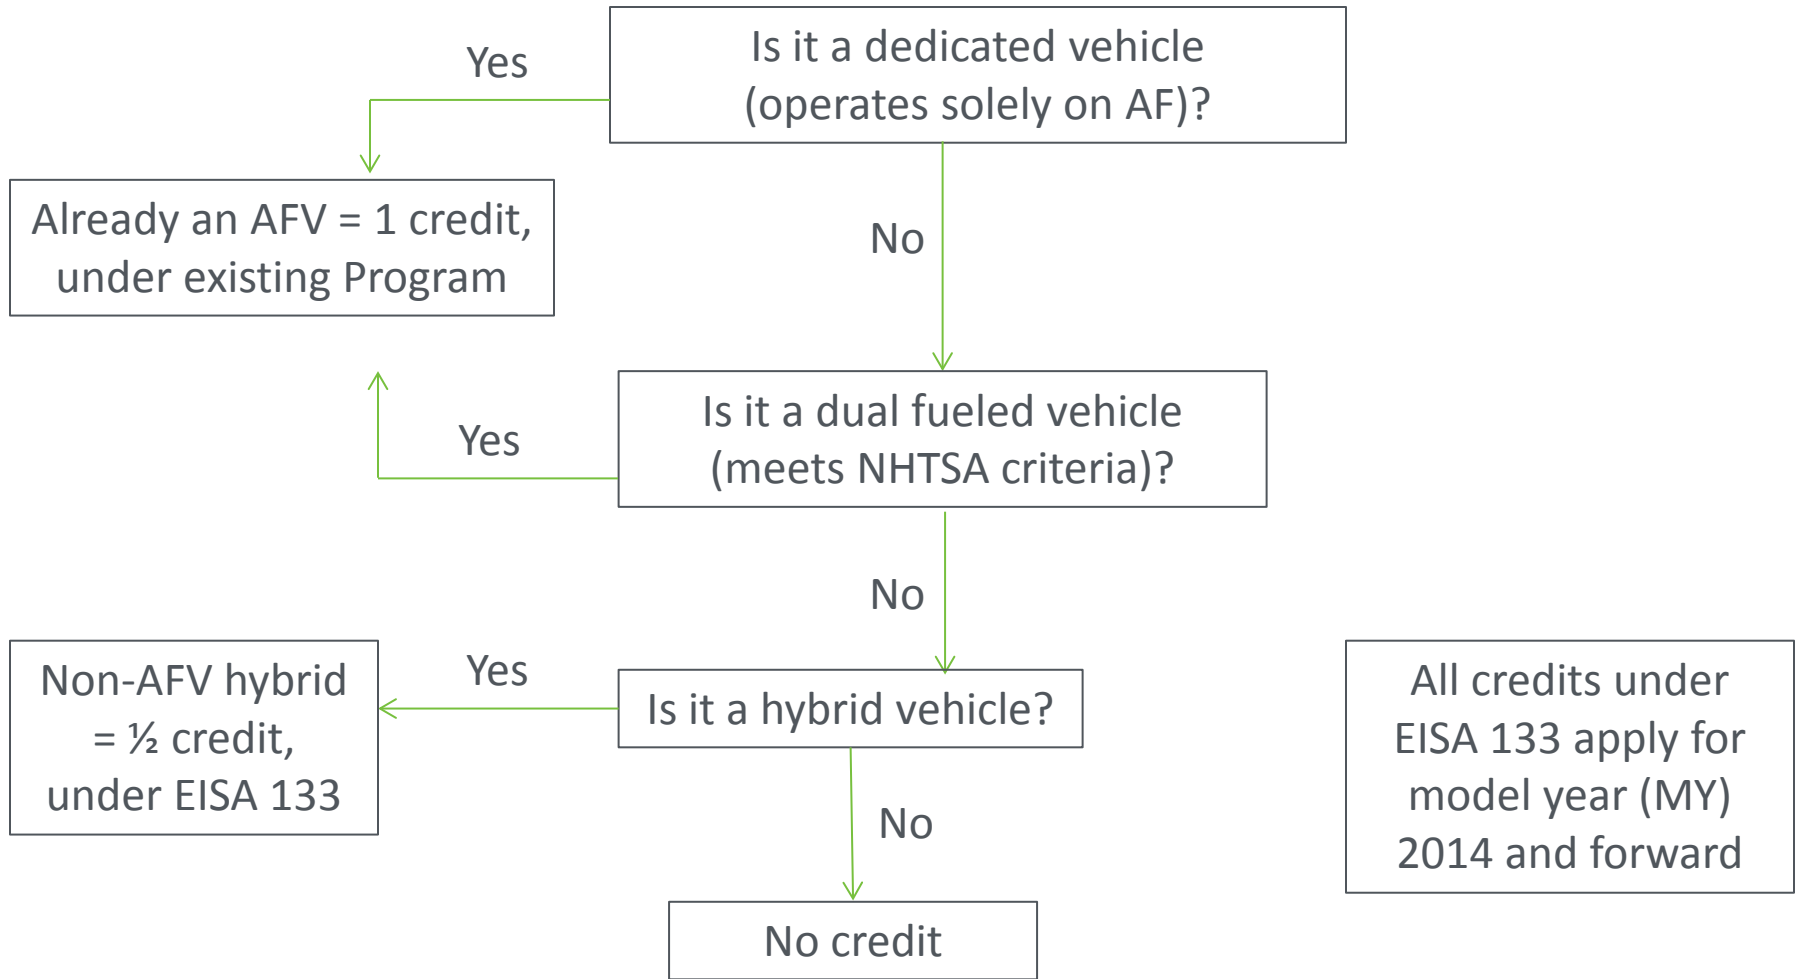 Is it a dedicated vehicle
(operates solely on AF)?
Yes
Already an AFV = 1 credit,
under existing Program
No
Is it a dual fueled vehicle
(meets NHTSA criteria)?
Yes
No
Is it a hybrid vehicle?
Yes
Non-AFV hybrid
= ½ credit,
under EISA 133
No
No credit
All credits under
EISA 133 apply for
model year (MY)
2014 and forward